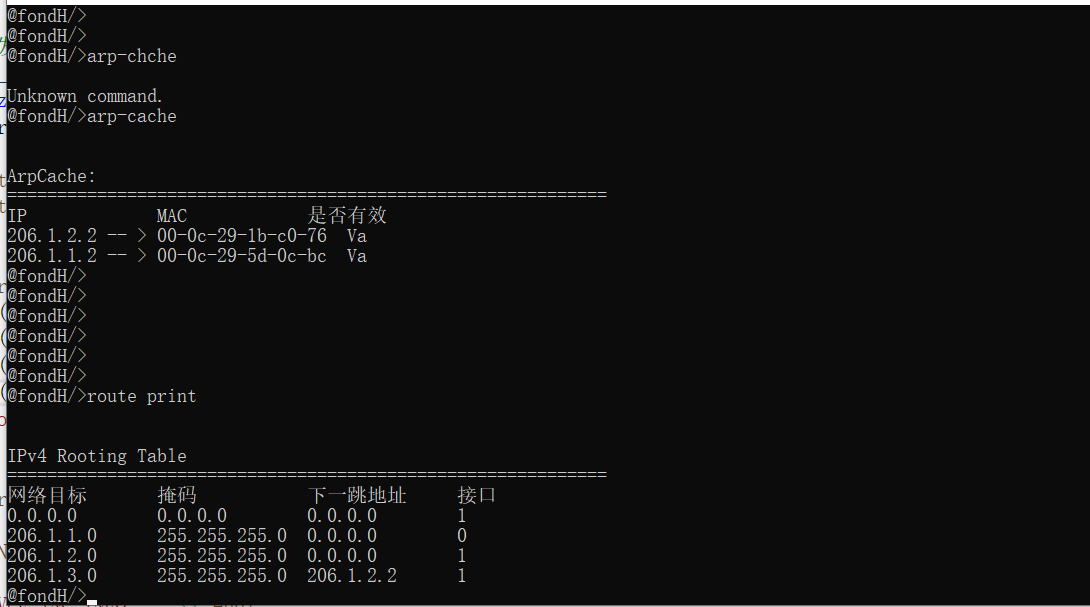 @fondH/>
@fondH/>
@fondH/>arp-chche
Unknown command.
@fondH/>arp-cache
ArpCache:
============================================================
IP MAC 是否有效
206.1.2.2 -- > 00-0c-29-1b-c0-76 Va
206.1.1.2 -- > 00-0c-29-5d-0c-bc Va
@fondH/>
@fondH/>
@fondH/>
@fondH/>
@fondH/>
@fondH/>
@fondH/>route print
IPv4 Rooting Table
============================================================
网络目标 掩码 下一跳地址 接口
0.0.0.0 0.0.0.0 0.0.0.0 1
206.1.1.0 255.255.255.0 0.0.0.0 0
206.1.2.0 255.255.255.0 0.0.0.0 1
206.1.3.0 255.255.255.0 206.1.2.2 1
@fondH/>